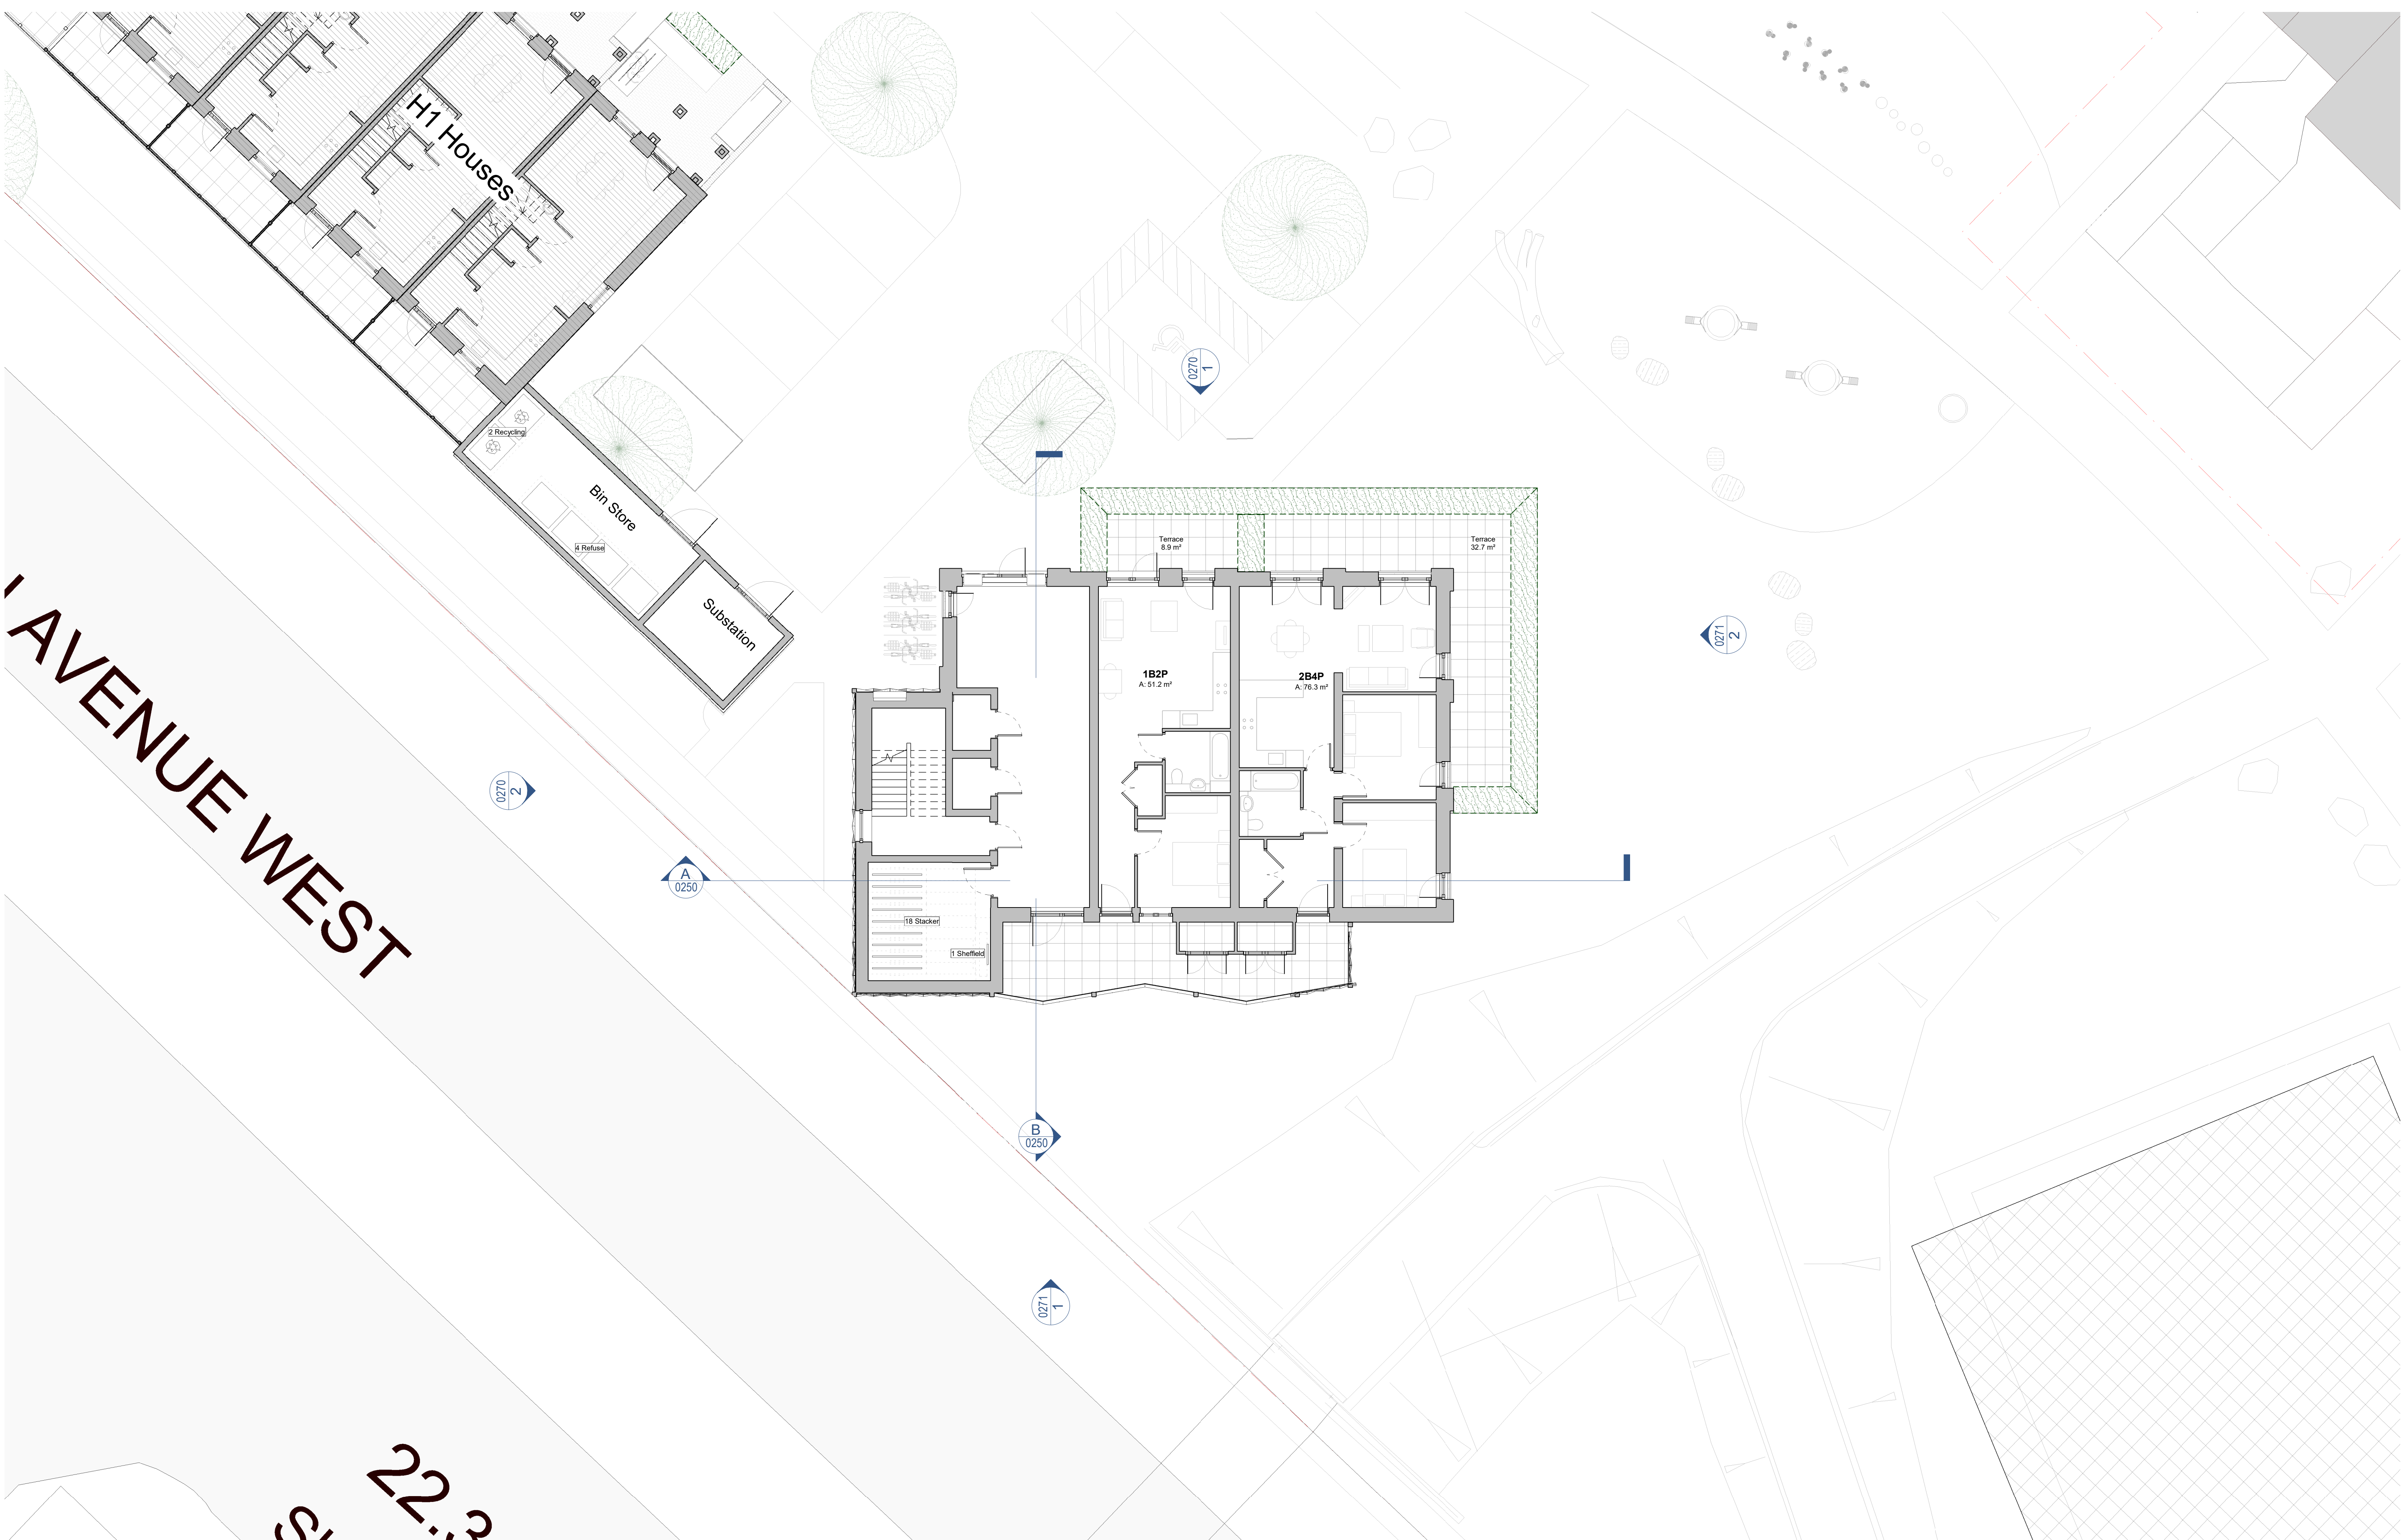 H1 Houses
2 Recycling
Bin Store
4 Refuse
Substation
0270
1
Terrace
8.9 m²
Terrace
32.7 m²
0271
2
1B2P
A: 51.2 m²
2B4P
A: 76.3 m²
AVENUE WEST
0270
2
A
0250
18 Stacker
1 Sheffield
B
0250
0271
1
22.3